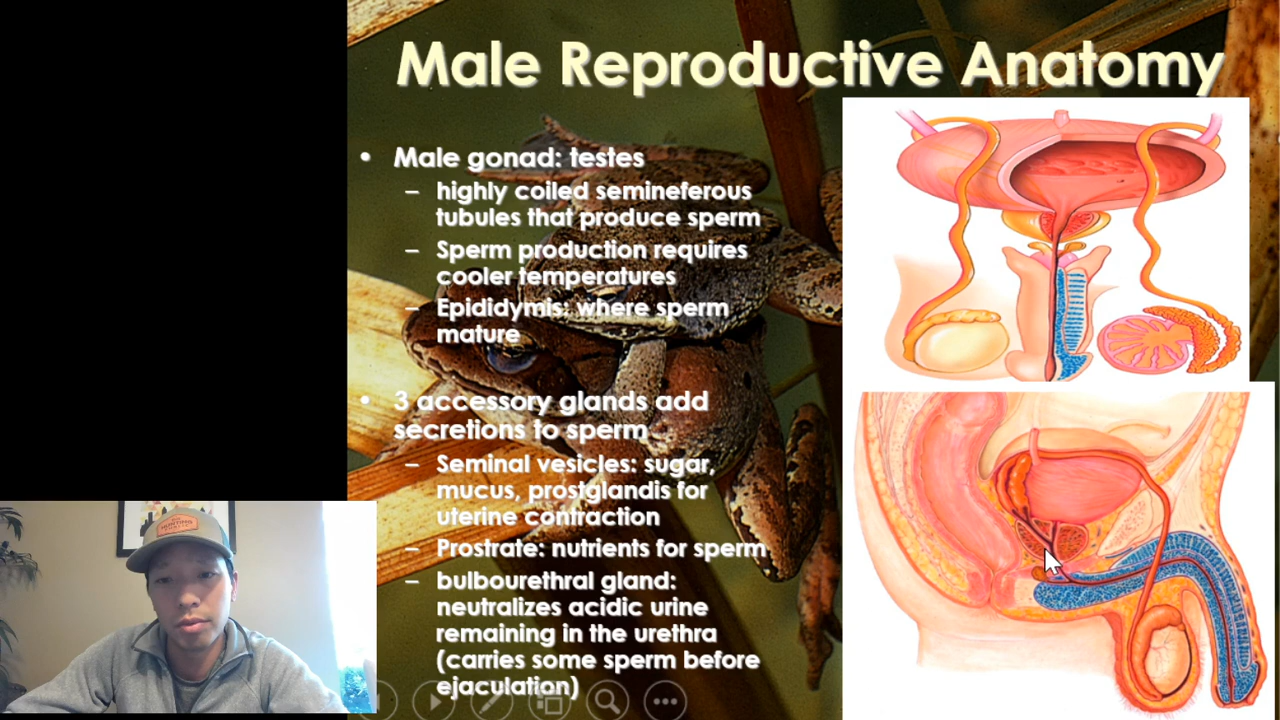 Male Reproductive Anatomy
• Male gonad: testes
– highly coiled semineferous
tubules that produce sperm
– Sperm production requires
cooler temperatures
– Epididymis: where sperm
mature
• 3 accessory glands add
secretions to sperm
– Seminal vesicles: sugar,
mucus, prostglandis for
uterine contraction
– Prostrate: nutrients for sperm
– bulbourethral gland:
neutralizes acidic urine
remaining in the urethra
(carries some sperm before
ejaculation)
HUNTING